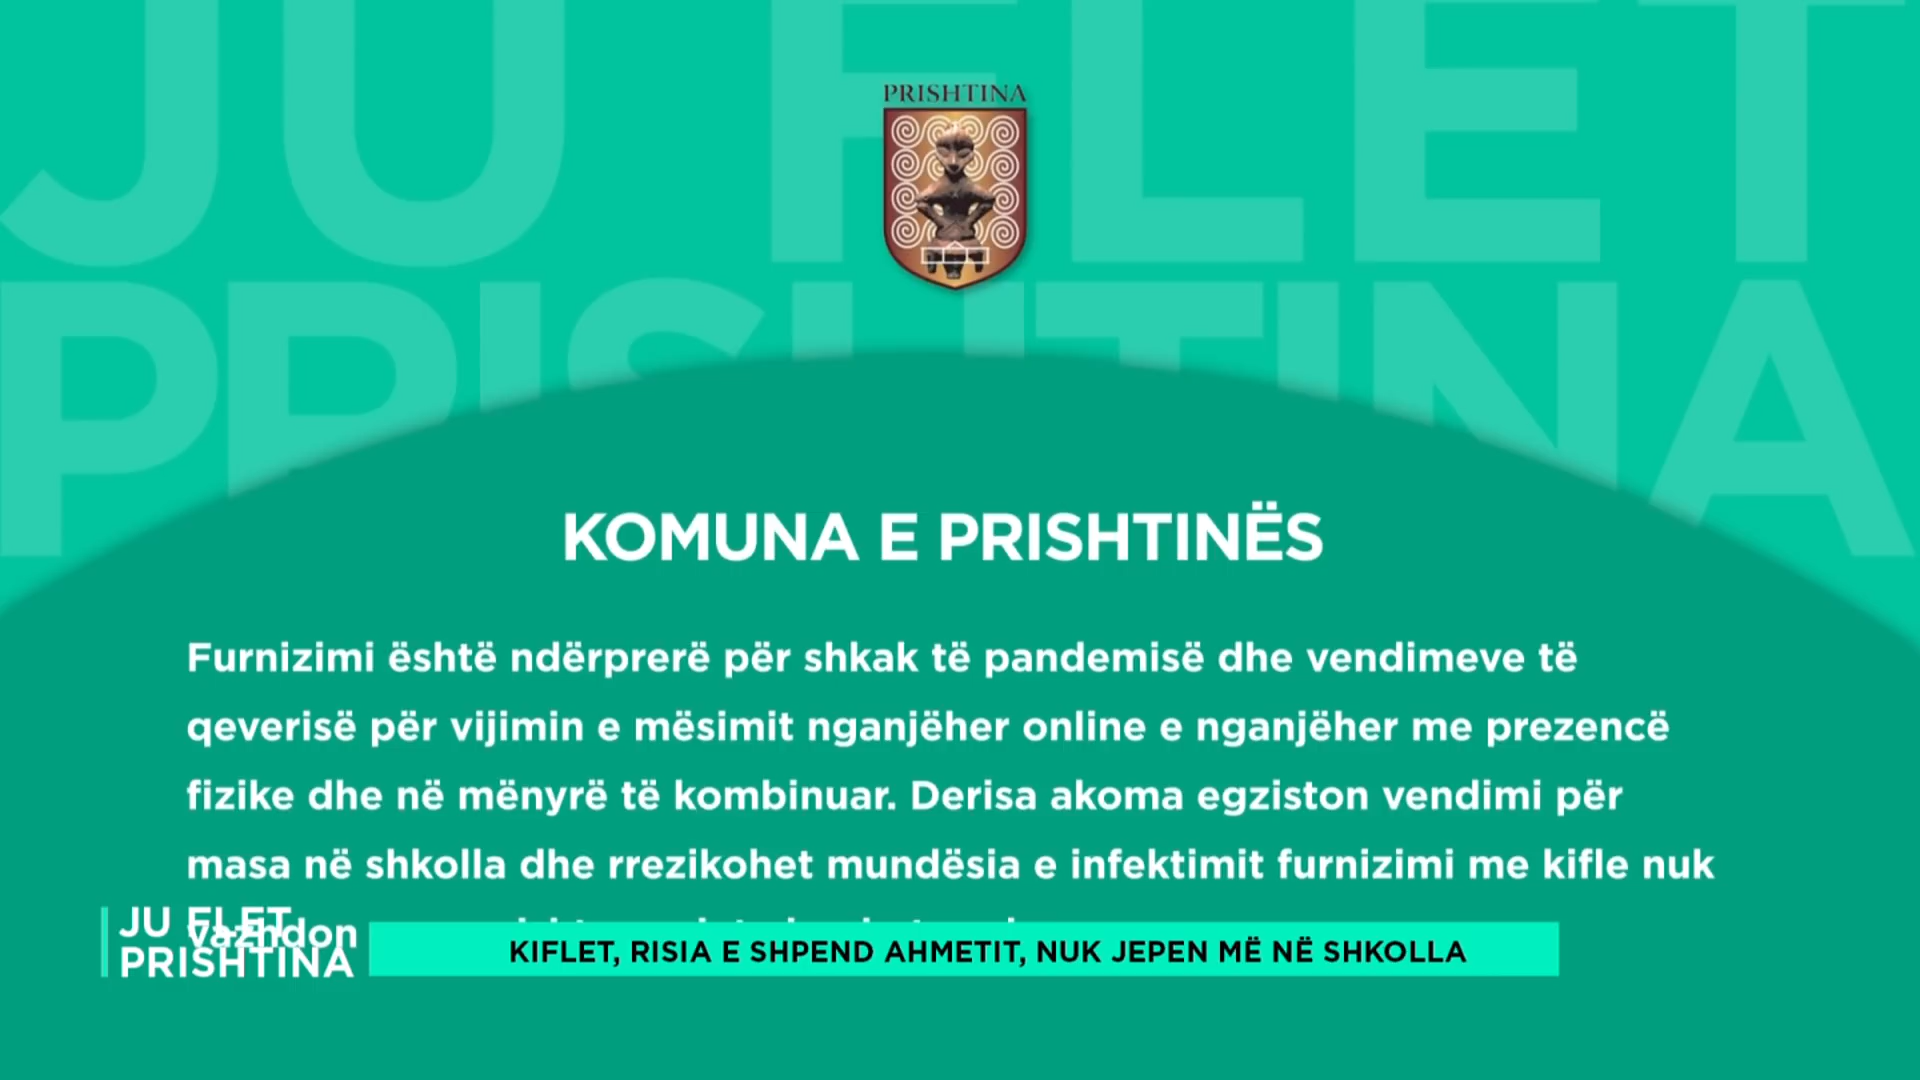 JU FLET
PRISHTINA
PRISHTINA
KOMUNA E PRISHTINËS
Furnizimi është ndërprerë për shkak të pandemisë dhe vendimeve të
qeverisë për vijimin e mësimit nganjëher online e nganjëher me prezencë
fizike dhe në mënyrë të kombinuar. Derisa akoma egziston vendimi për
masa në shkolla dhe rrezikohet mundësia e infektimit furnizimi me kifle nuk
vazhdon
JU FLET
PRISHTINA
KIFLET, RISIA E SHPEND AHMETIT, NUK JEPEN MË NË SHKOLLA